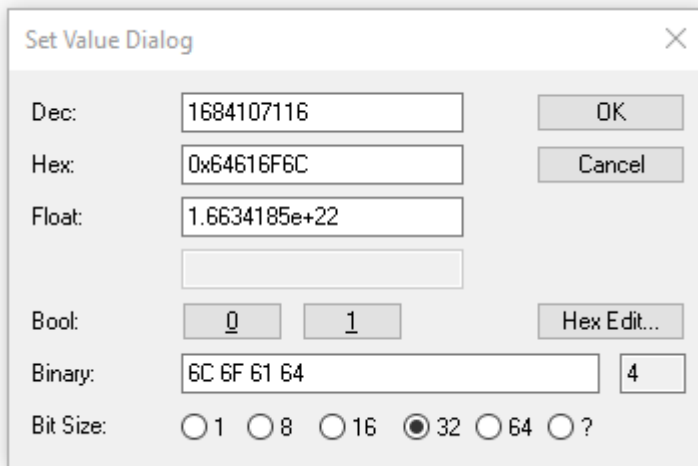 Set Value Dialog
Dec: 1684107116 OK
Hex: 0x64616F6C Cancel
Float: 1.6634185e+22
Bool: 0 1 Hex Edit...
Binary: 6C 6F 61 64 4
Bit Size: 1 8 16 32 64 ?